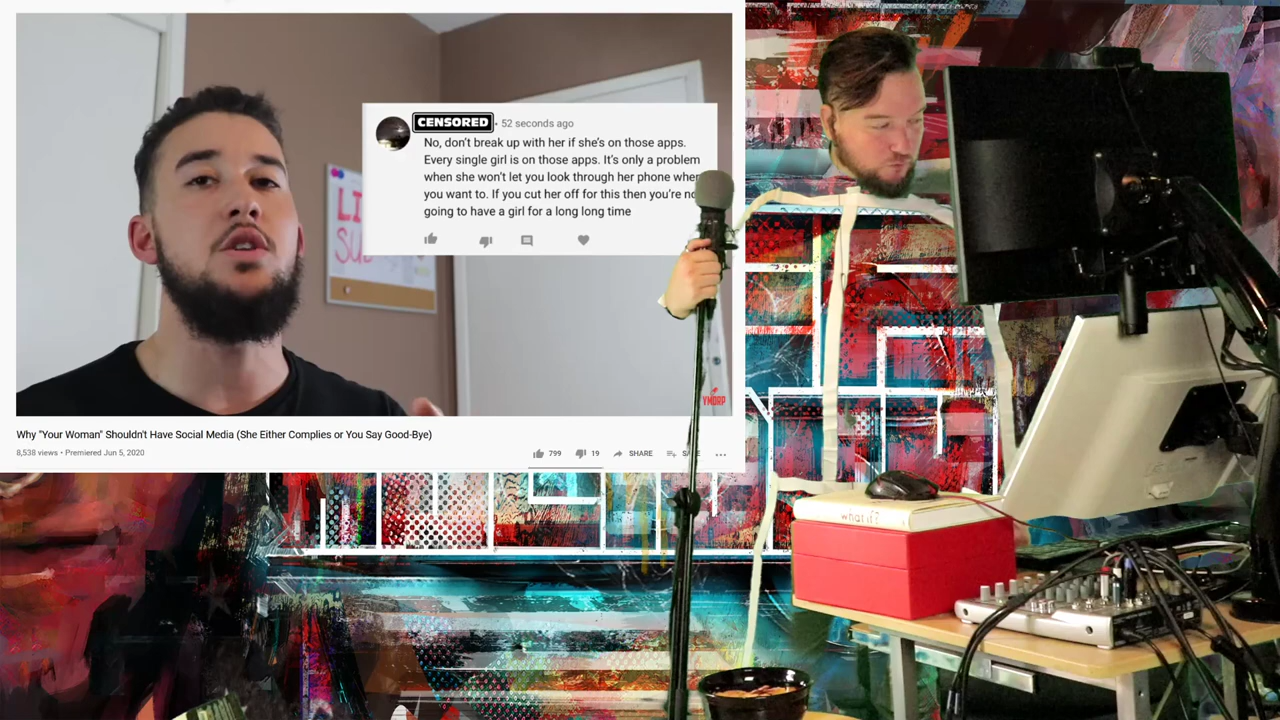 CENSORED • 52 seconds ago
No, don't break up with her if she's on those apps.
Every single girl is on those apps. It's only a problem
when she won't let you look through her phone when
you want to. If you cut her off for this then you're
going to have a girl for a long long time
LI
SU
YMDRP
Why "Your Woman" Shouldn't Have Social Media (She Either Complies or You Say Good-Bye)
8,538 views • Premiered Jun 5, 2020
799 19 SHARE
what if?